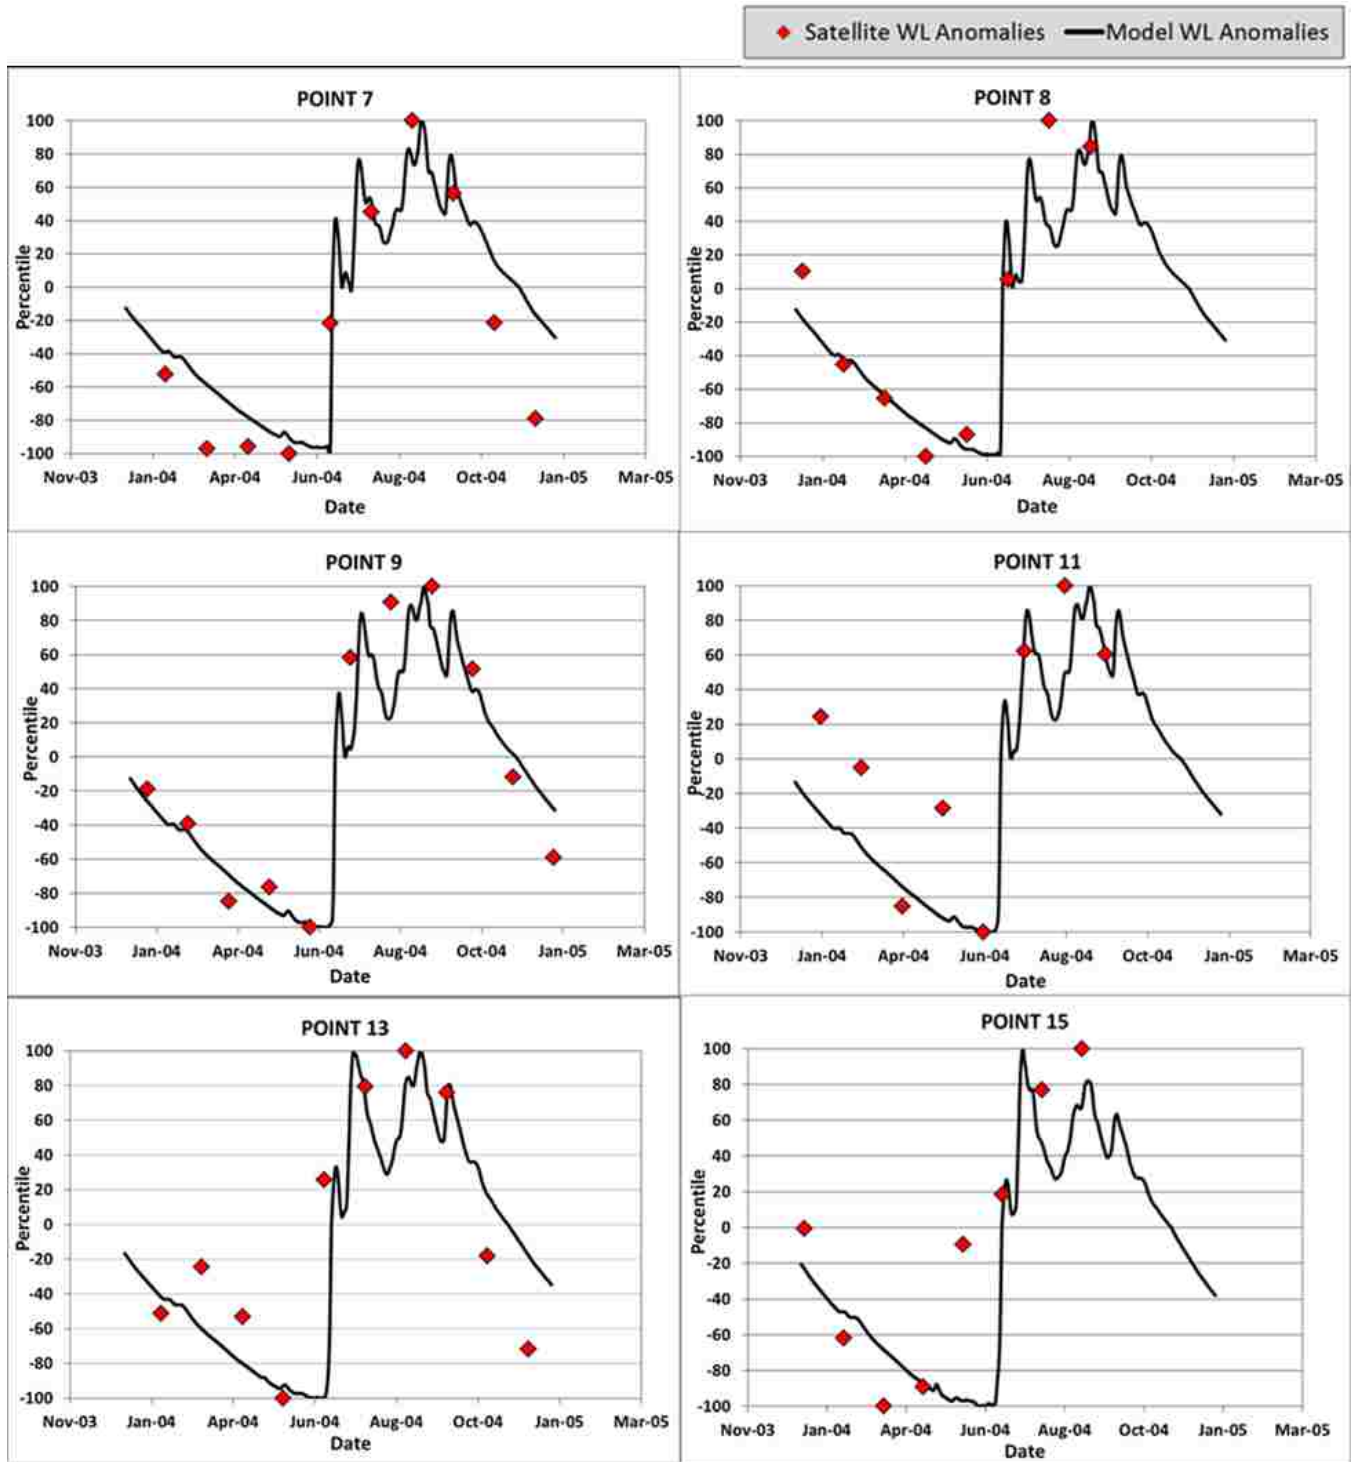 Satellite WL Anomalies Model WL Anomalies
POINT 7
100
80
60
40
20
0
-20
-40
-60
-80
-100
Percentile
Nov-03 Jan-04 Apr-04 Jun-04 Aug-04 Oct-04 Jan-05 Mar-05
Date
POINT 8
100
80
60
40
20
0
-20
-40
-60
-80
-100
Percentile
Nov-03 Jan-04 Apr-04 Jun-04 Aug-04 Oct-04 Jan-05 Mar-05
Date
POINT 9
100
80
60
40
20
0
-20
-40
-60
-80
-100
Percentile
Nov-03 Jan-04 Apr-04 Jun-04 Aug-04 Oct-04 Jan-05 Mar-05
Date
POINT 11
100
80
60
40
20
0
-20
-40
-60
-80
-100
Percentile
Nov-03 Jan-04 Apr-04 Jun-04 Aug-04 Oct-04 Jan-05 Mar-05
Date
POINT 13
100
80
60
40
20
0
-20
-40
-60
-80
-100
Percentile
Nov-03 Jan-04 Apr-04 Jun-04 Aug-04 Oct-04 Jan-05 Mar-05
Date
POINT 15
100
80
60
40
20
0
-20
-40
-60
-80
-100
Percentile
Nov-03 Jan-04 Apr-04 Jun-04 Aug-04 Oct-04 Jan-05 Mar-05
Date